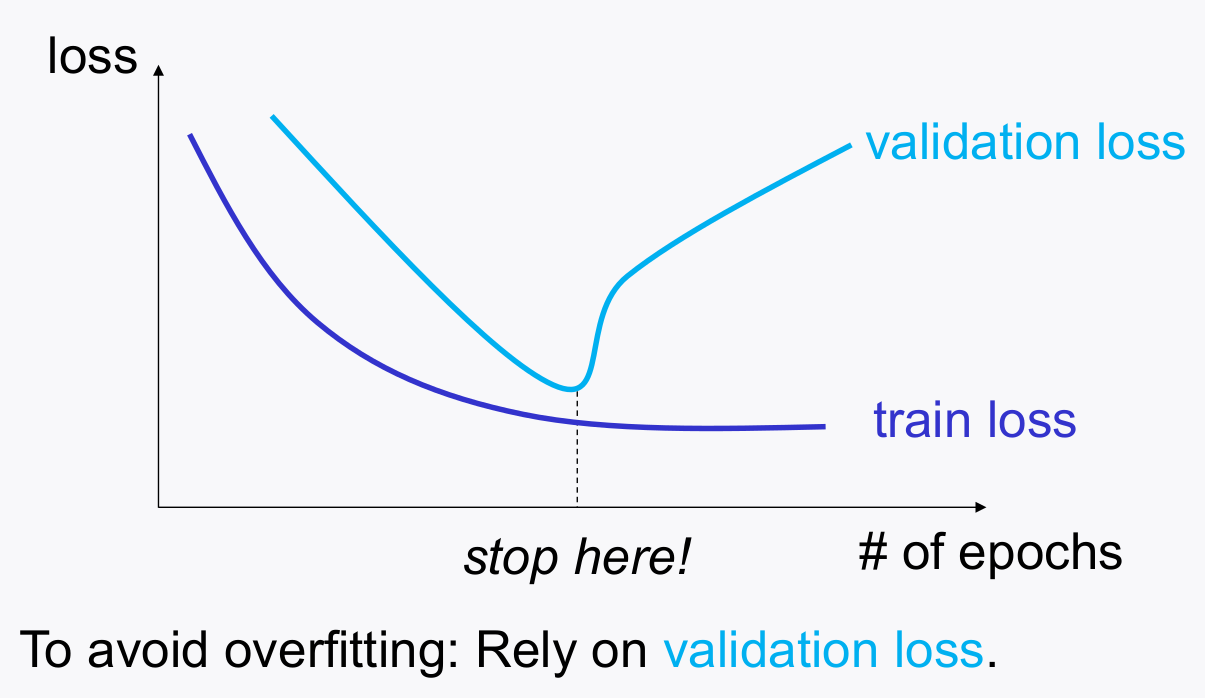 loss
validation loss
train loss
stop here!
# of epochs
To avoid overfitting: Rely on validation loss.